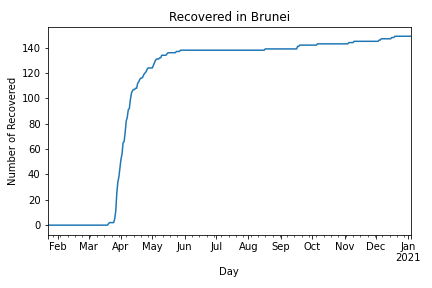 Recovered in Brunei
Number of Recovered
140
120
100
80
60
40
20
0
Feb Mar Apr May Jun Jul Aug Sep Oct Nov Dec Jan
2021
Day